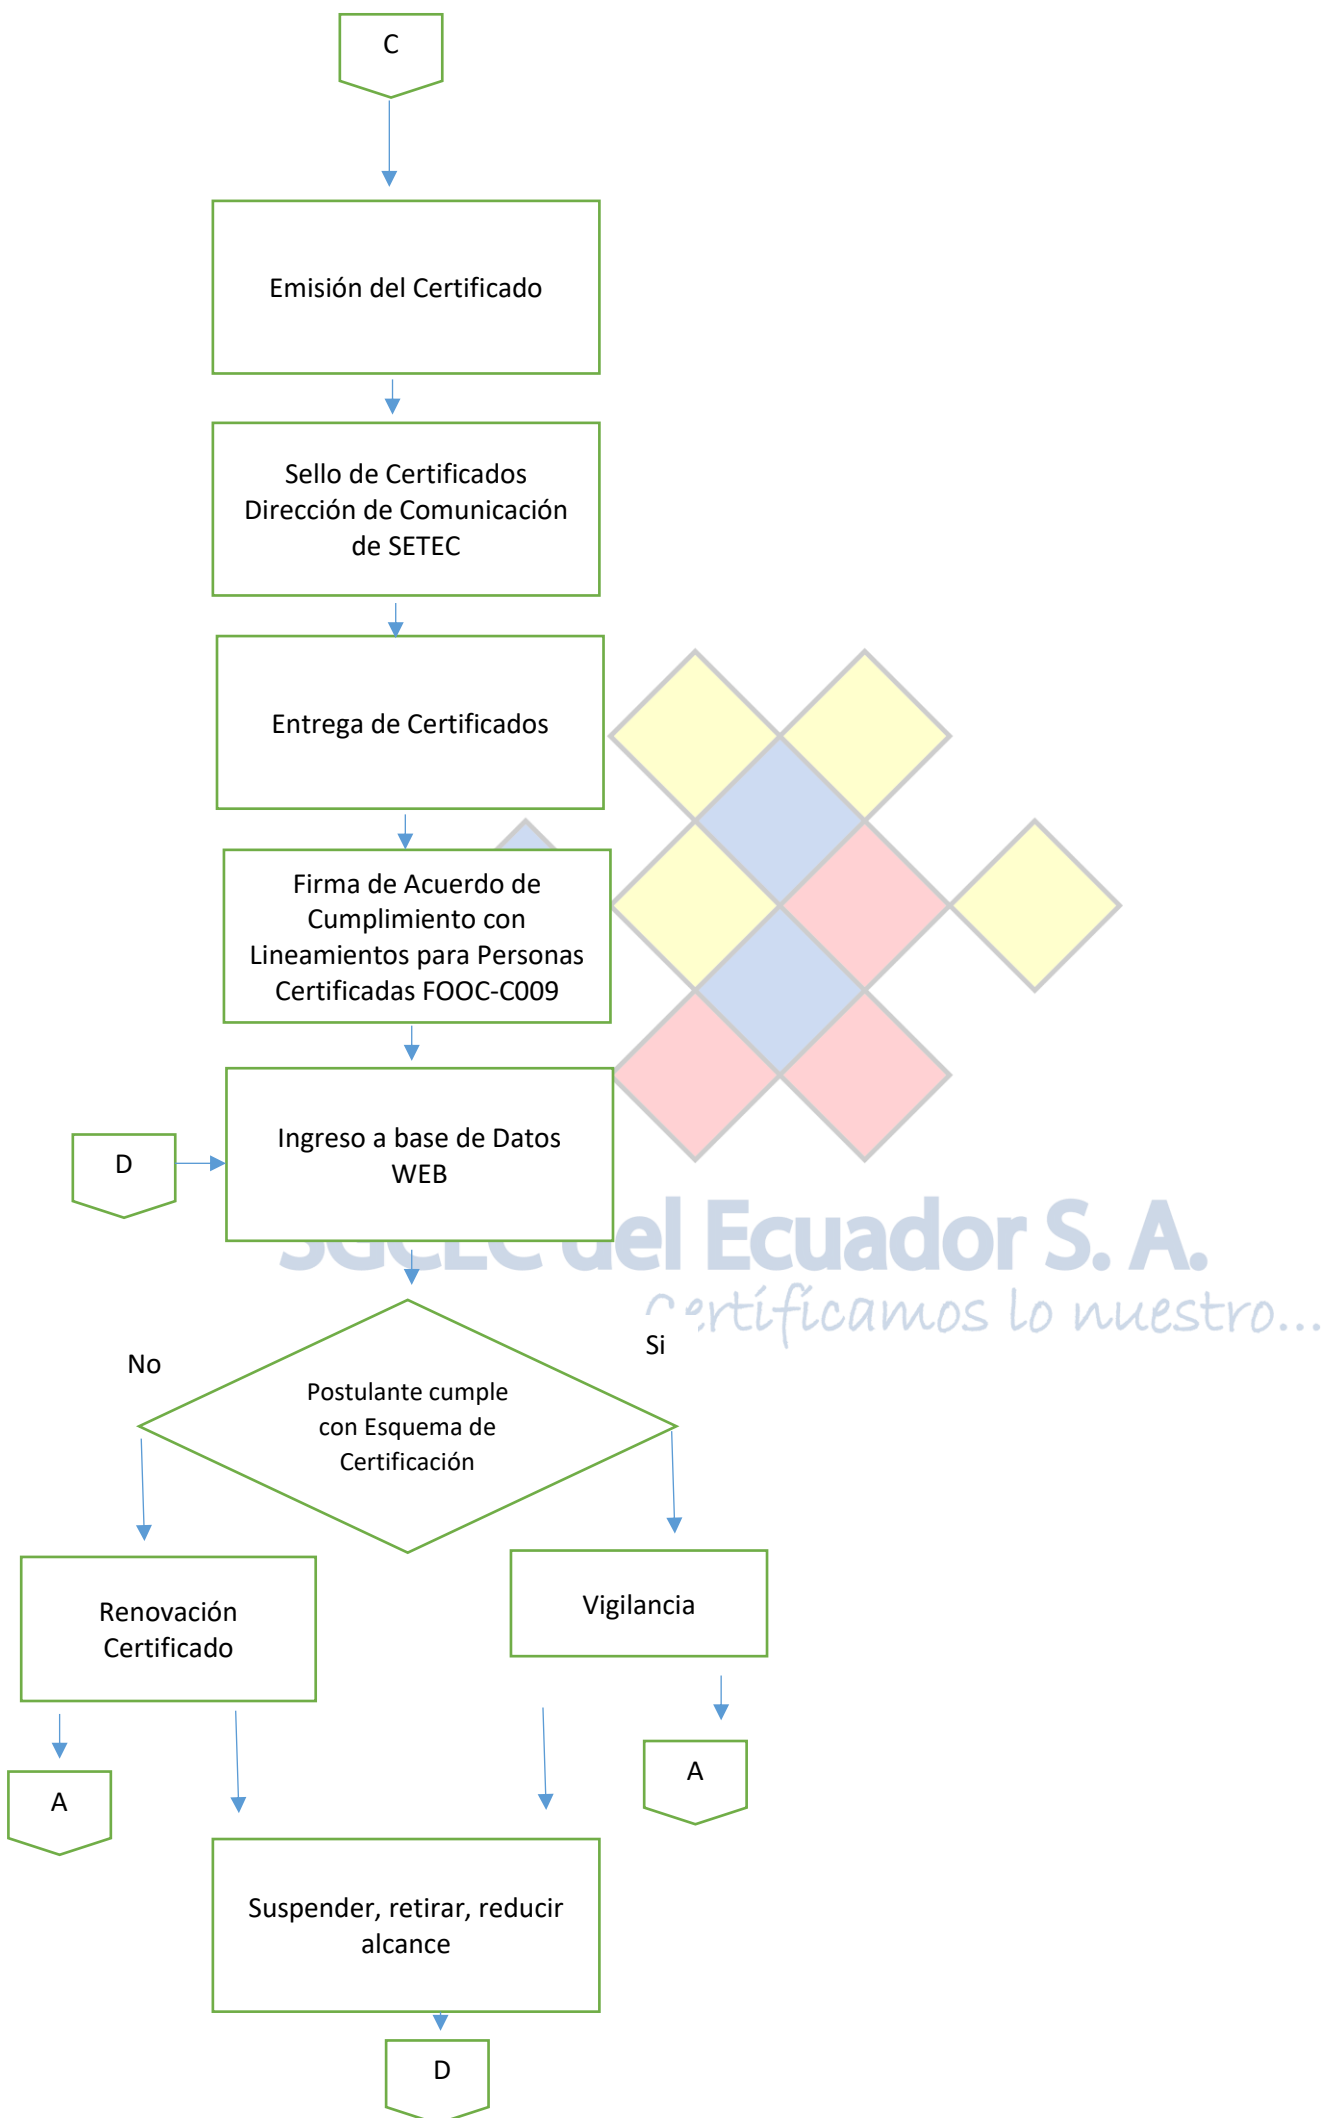 C
Emisión del Certificado
Sello de Certificados
Dirección de Comunicación
de SETEC
Entrega de Certificados
Firma de Acuerdo de
Cumplimiento con
Lineamientos para Personas
Certificadas FOOC-C009
D
Ingreso a base de Datos
WEB
SGCEC del Ecuador S. A.
Certificamos lo nuestro...
No
Si
Postulante cumple
con Esquema de
Certificación
Renovación
Certificado
Vigilancia
A
A
Suspender, retirar, reducir
alcance
D